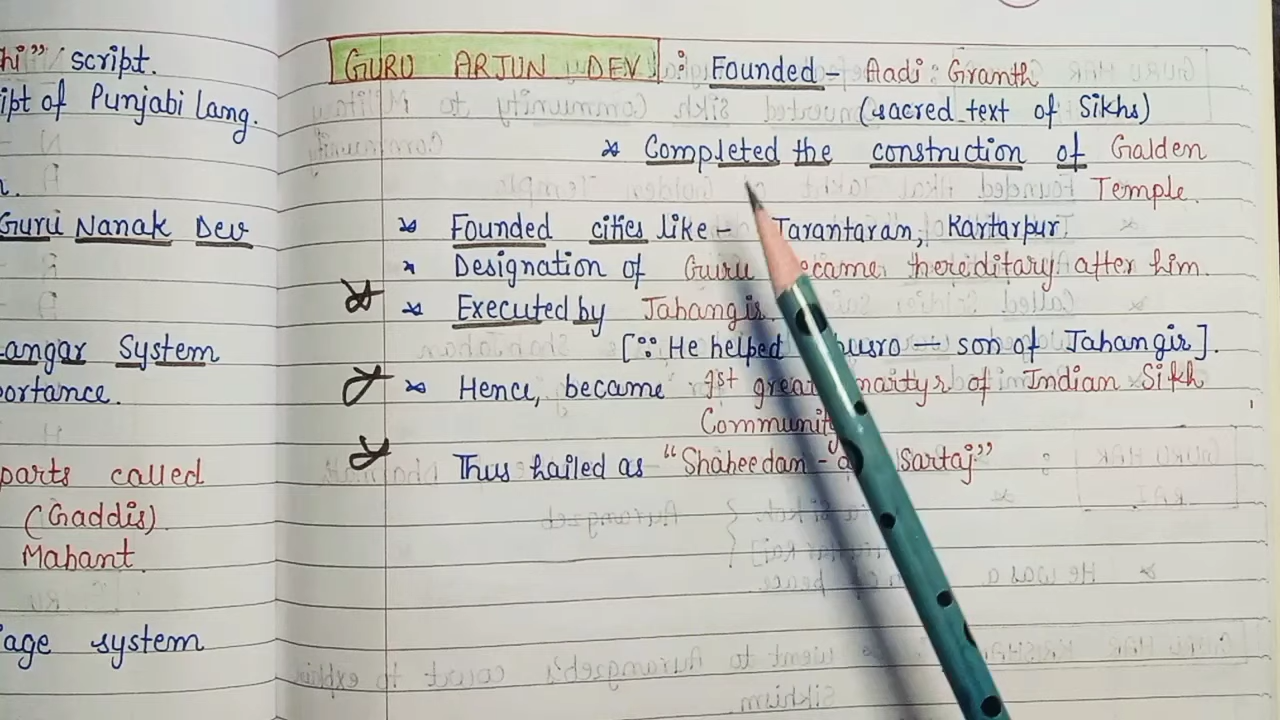 hi" script.
ipt of Punjabi Lang.
r.
Guru Nanak Dev
angar System
ortance.
parts called
(Gaddis)
Mahant
age system
GURU ARJUN DEV : Founded - Aadi Granth
(sacred text of Sikhs)
* Completed the construction of Golden
Temple.
* Founded cities like - Tarantaran, Kartarpur
* Designation of Guru became hereditary after him.
* Executed by Jahangir.
[∵ He helped Khusro - son of Jahangir].
* Hence, became 1st great martyr of Indian Sikh
Community
* Thus hailed as "Shaheedan - Sartaj"